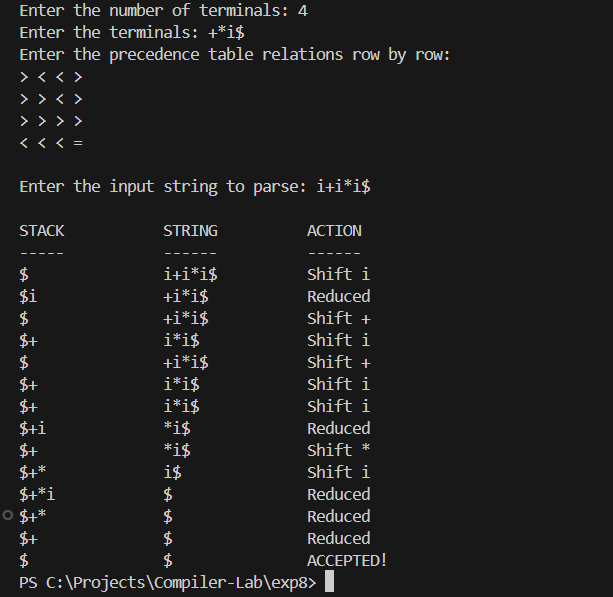 Enter the number of terminals: 4
Enter the terminals: +*i$
Enter the precedence table relations row by row:
> < < >
> > < >
> > > >
< < < =
Enter the input string to parse: i+i*i$
STACK STRING ACTION
----- ------ ------
$ i+i*i$ Shift i
$i +i*i$ Reduced
$ +i*i$ Shift +
$+ i*i$ Shift i
$ +i*i$ Shift +
$+ i*i$ Shift i
$+ i*i$ Shift i
$+i *i$ Reduced
$+ *i$ Shift *
$+* i$ Shift i
$+*i $ Reduced
$+* $ Reduced
$+ $ Reduced
$ $ ACCEPTED!
PS C:\Projects\Compiler-Lab\exp8>